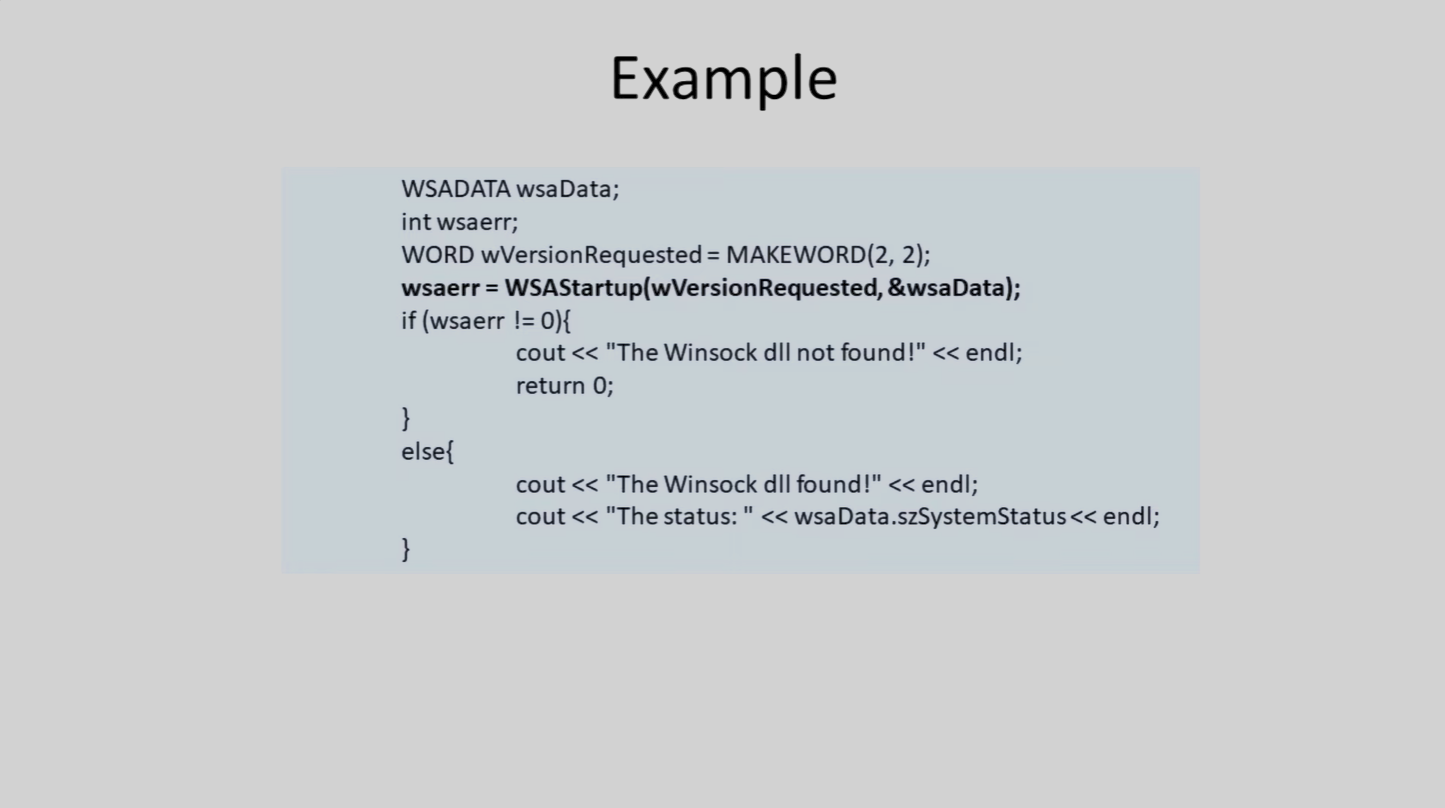 Example
WSADATA wsaData;
int wsaerr;
WORD wVersionRequested = MAKEWORD(2, 2);
wsaerr = WSAStartup(wVersionRequested, &wsaData);
if (wsaerr != 0){
cout << "The Winsock dll not found!" << endl;
return 0;
}
else{
cout << "The Winsock dll found!" << endl;
cout << "The status: " << wsaData.szSystemStatus << endl;
}